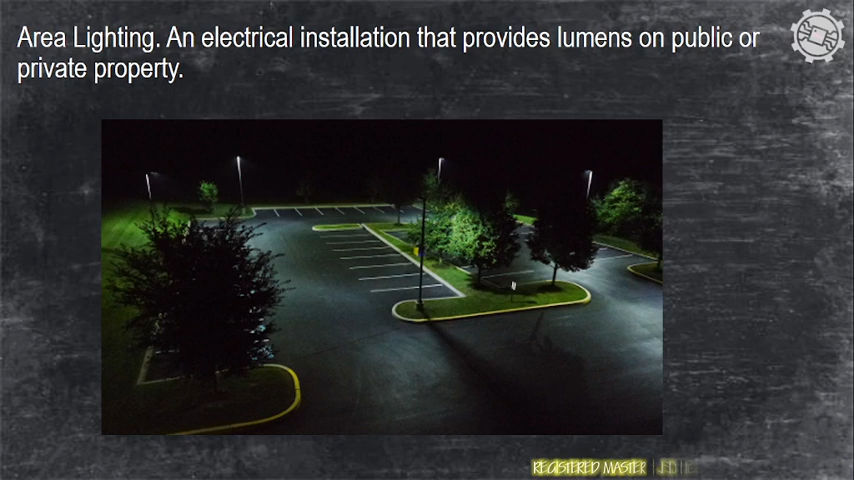 Area Lighting. An electrical installation that provides lumens on public or
private property.
REGISTERED MASTER